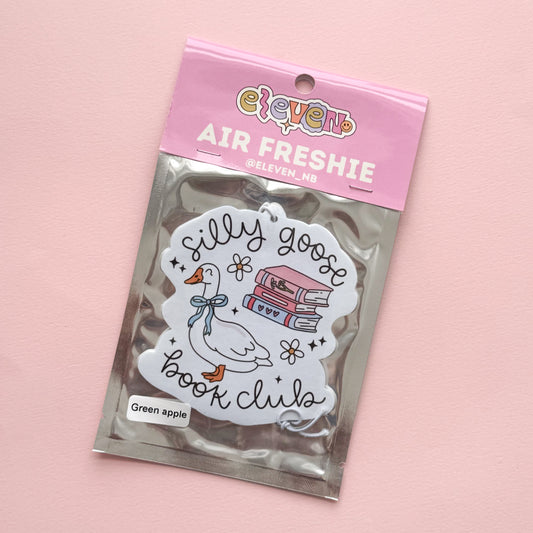 eleven
AIR FRESHIE
@ELEVEN_NB
silly goose
book club
Green apple